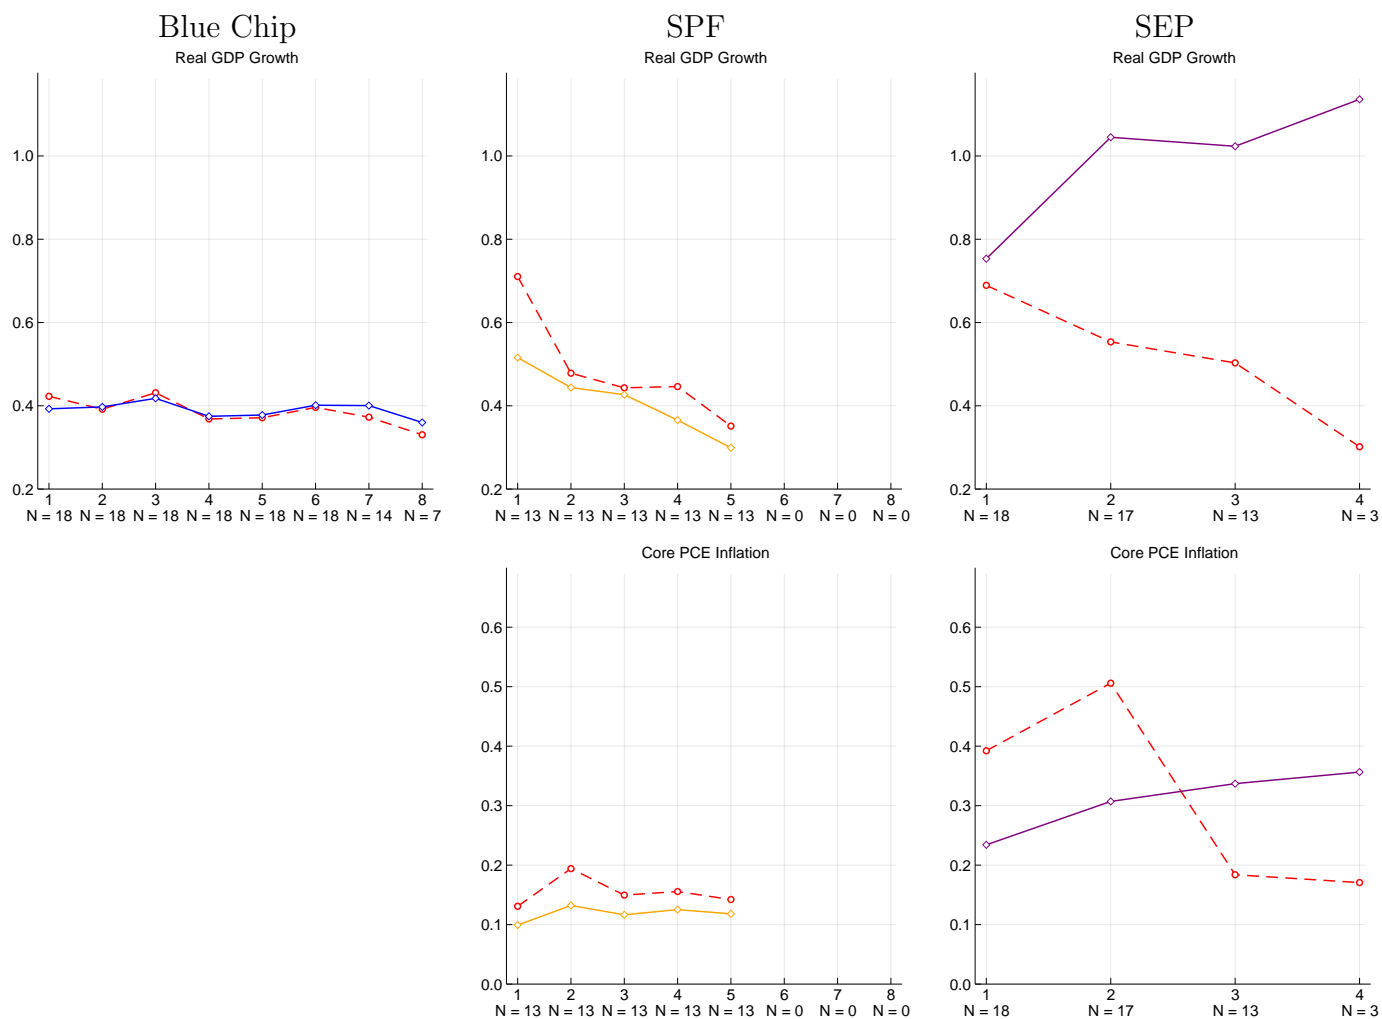 Blue Chip SPF SEP
Real GDP Growth Real GDP Growth Real GDP Growth
1.0 1.0 1.0
0.8 0.8 0.8
0.6 0.6 0.6
0.4 0.4 0.4
0.2 0.2 0.2
1 2 3 4 5 6 7 8 1 2 3 4 5 6 7 8 1 2 3 4
N = 18 N = 18 N = 18 N = 18 N = 18 N = 18 N = 14 N = 7 N = 13 N = 13 N = 13 N = 13 N = 13 N = 0 N = 0 N = 0 N = 18 N = 17 N = 13 N = 3
Core PCE Inflation Core PCE Inflation
0.6 0.6
0.5 0.5
0.4 0.4
0.3 0.3
0.2 0.2
0.1 0.1
0.0 0.0
1 2 3 4 5 6 7 8 1 2 3 4
N = 13 N = 13 N = 13 N = 13 N = 13 N = 0 N = 0 N = 0 N = 18 N = 17 N = 13 N = 3